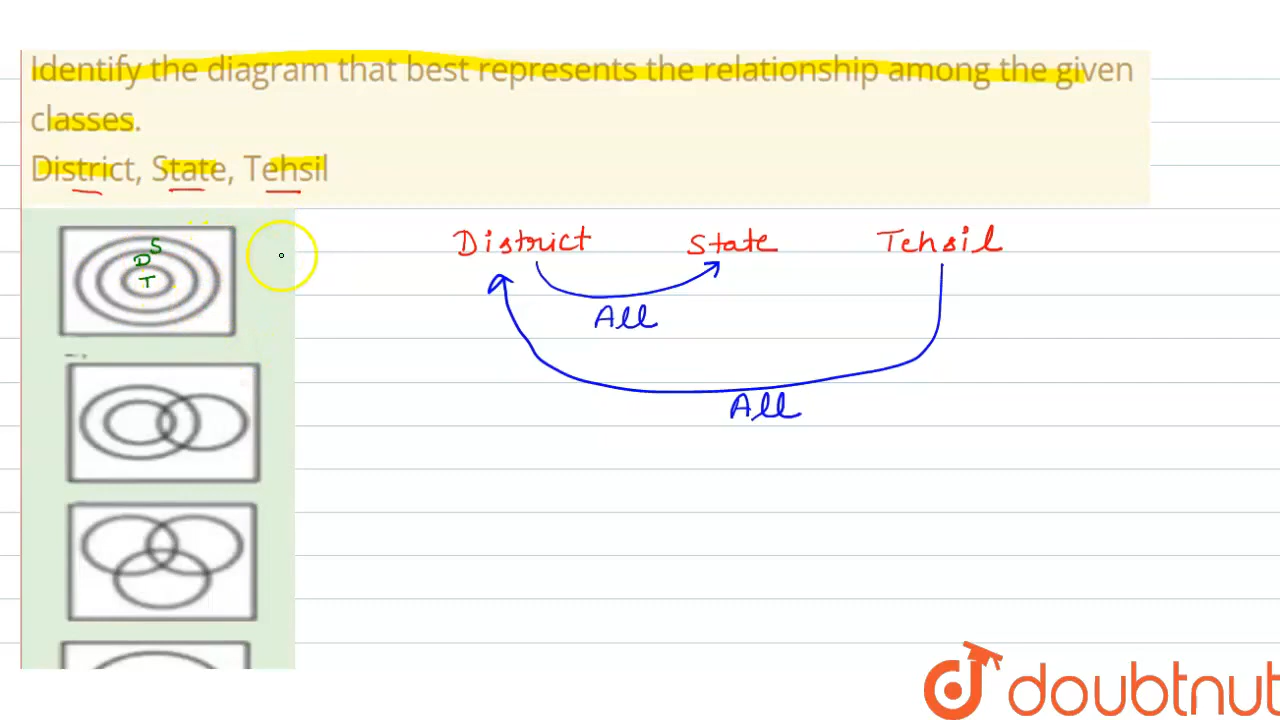 Identify the diagram that best represents the relationship among the given
classes.
District, State, Tehsil
S
D
T
District State Tehsil
All
All
doubtnut